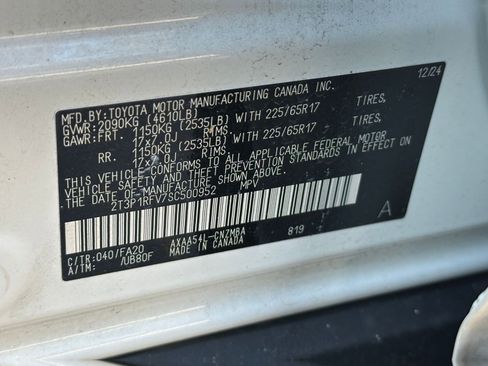 12/24
MFD.BY:TOYOTA MOTOR MANUFACTURING CANADA INC.
GVWR:2090KG (4610LB)
GAWR:FRT. 1150KG (2535LB) WITH 225/65R17 TIRES,
17x7.0J RIMS,
RR. 1150KG (2535LB) WITH 225/65R17 TIRES,
17x7.0J RIMS,
THIS VEHICLE CONFORMS TO ALL APPLICABLE FEDERAL MOTOR
VEHICLE SAFETY AND THEFT PREVENTION STANDARDS IN EFFECT ON
THE DATE OF MANUFACTURE SHOWN ABOVE.
2T3P1RFV7SC500952 MPV
A
C/TR:040/FA20 AXAA54L-CNZMBA 819
A/TM: /UB80F MADE IN CANADA